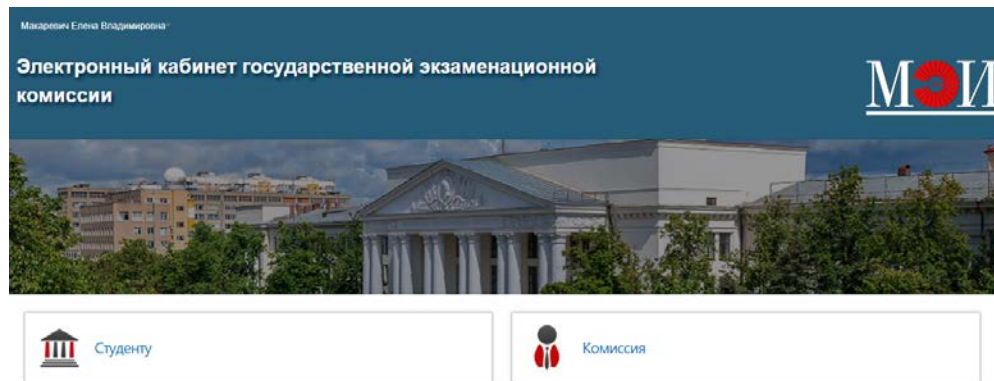 Макаревич Елена Владимировна
Электронный кабинет государственной экзаменационной
комиссии
МЭИ
Студенту
Комиссия